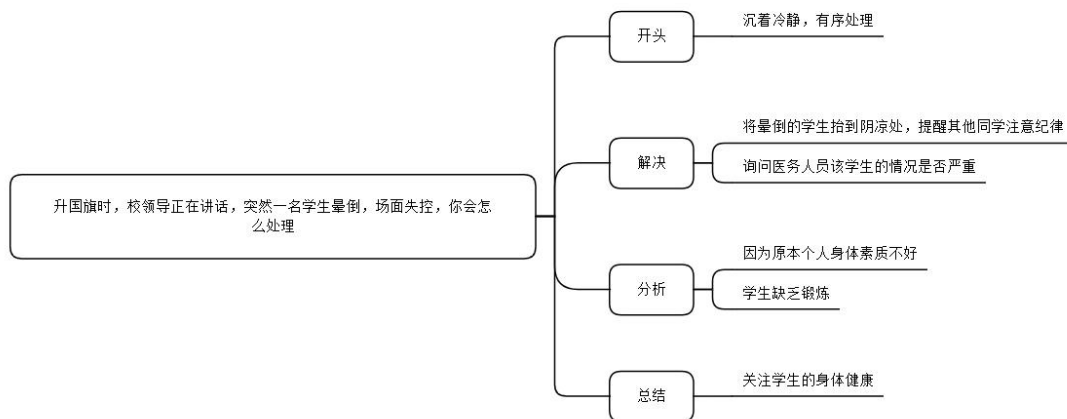 升国旗时，校领导正在讲话，突然一名学生晕倒，场面失控，你会怎
么处理
开头
沉着冷静，有序处理
解决
将晕倒的学生抬到阴凉处，提醒其他同学注意纪律
询问医务人员该学生的情况是否严重
分析
因为原本个人身体素质不好
学生缺乏锻炼
总结
关注学生的身体健康